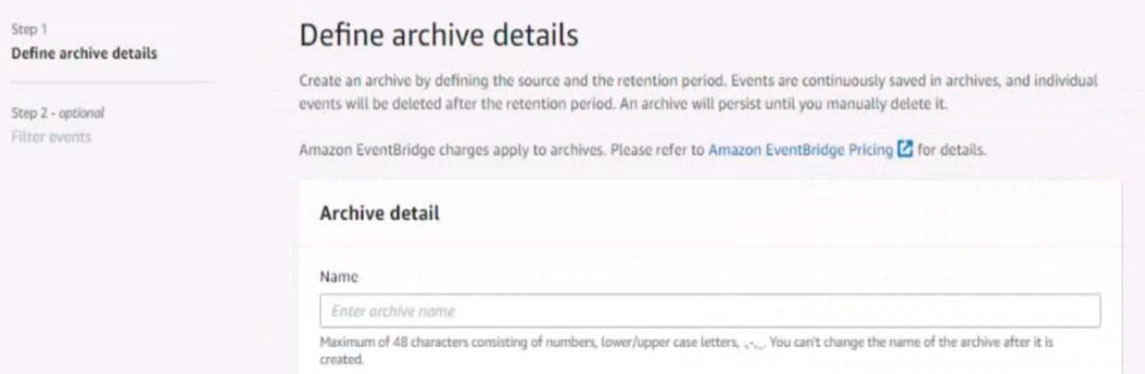 Step 1
Define archive details
Step 2 - optional
Filter events
Define archive details
Create an archive by defining the source and the retention period. Events are continuously saved in archives, and individual
events will be deleted after the retention period. An archive will persist until you manually delete it.
Amazon EventBridge charges apply to archives. Please refer to Amazon EventBridge Pricing for details.
Archive detail
Name
Enter archive name
Maximum of 48 characters consisting of numbers, lower/upper case letters, .,-,_. You can't change the name of the archive after it is
created.